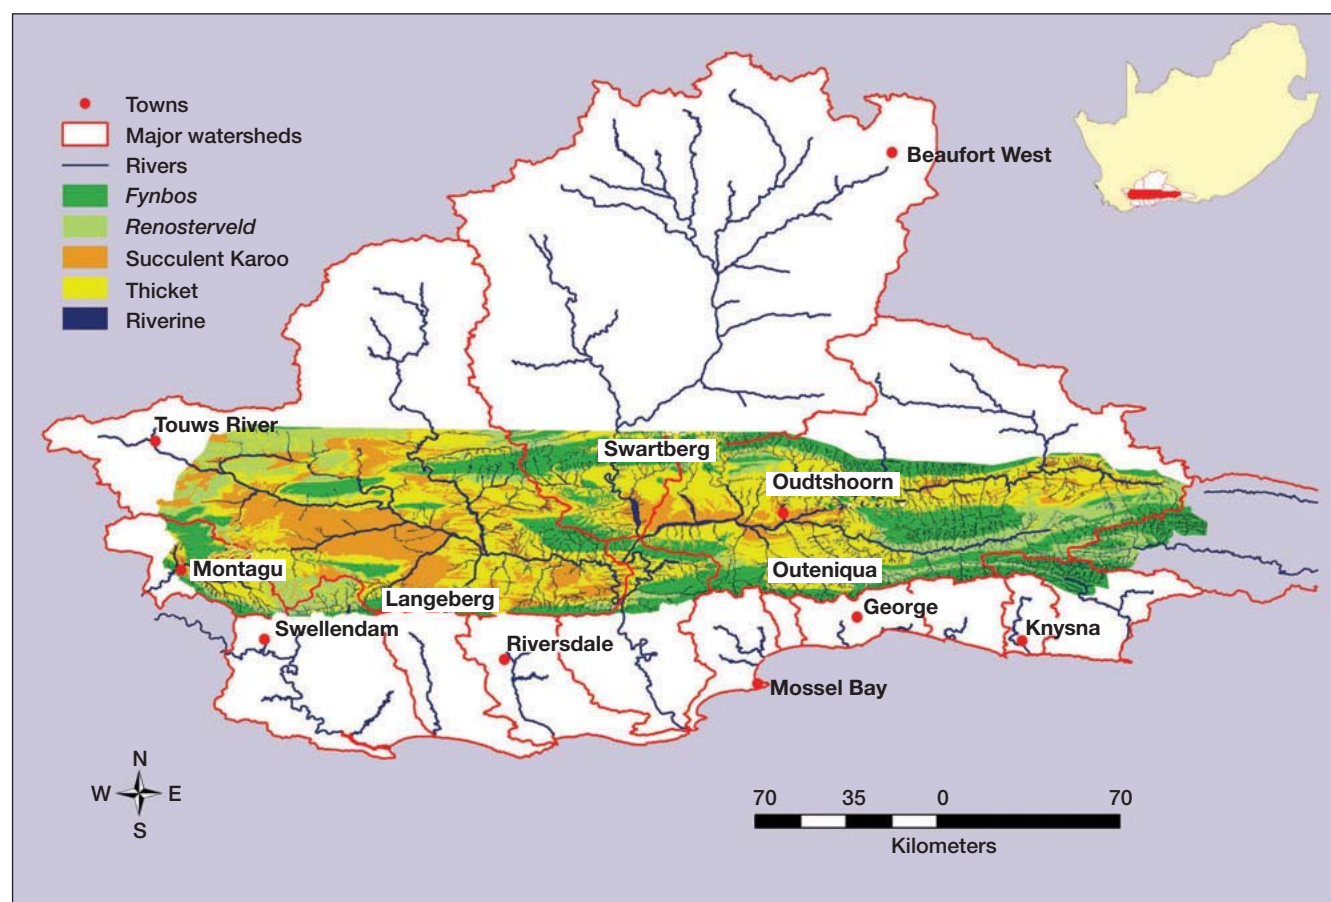 Towns
Major watersheds
Rivers
Fynbos
Renosterveld
Succulent Karoo
Thicket
Riverine
Beaufort West
Touws River
Swartberg
Oudtshoorn
Montagu
Outeniqua
Langeberg
George
Swellendam
Knysna
Riversdale
Mossel Bay
N
W E
S
70 35 0 70
Kilometers